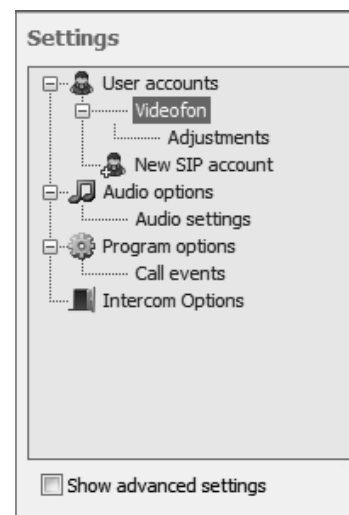 Settings
User accounts
Videofon
Adjustments
New SIP account
Audio options
Audio settings
Program options
Call events
Intercom Options
Show advanced settings